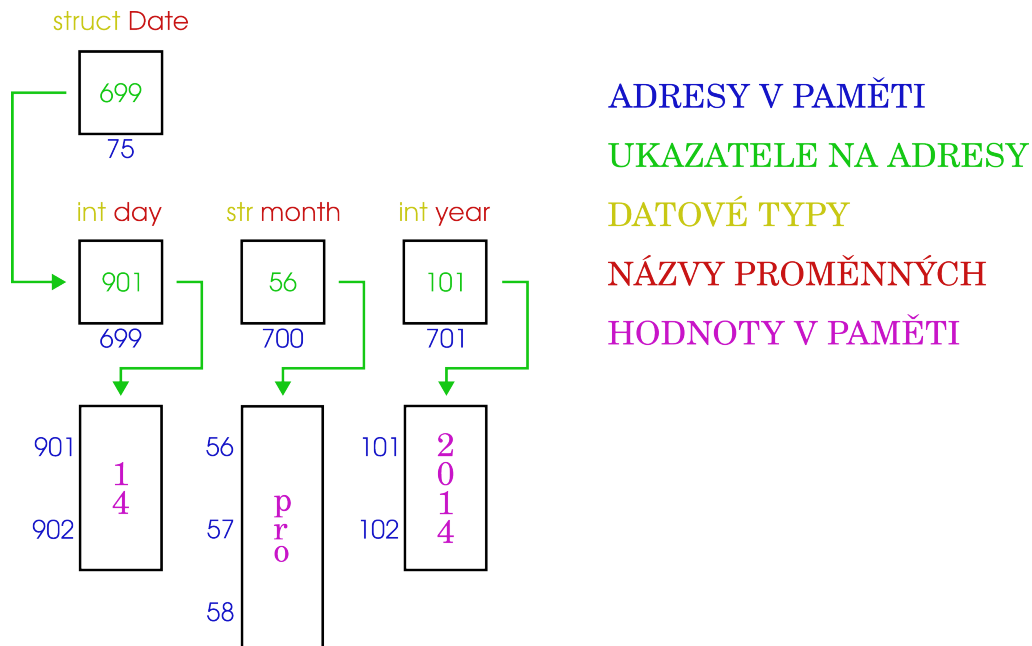 struct Date
699
75
ADRESY V PAMĚTI
UKAZATELE NA ADRESY
DATOVÉ TYPY
NÁZVY PROMĚNNÝCH
HODNOTY V PAMĚTI
int day
str month
int year
901
56
101
699
700
701
901
902
1
4
56
57
58
p
r
o
101
102
2
0
1
4